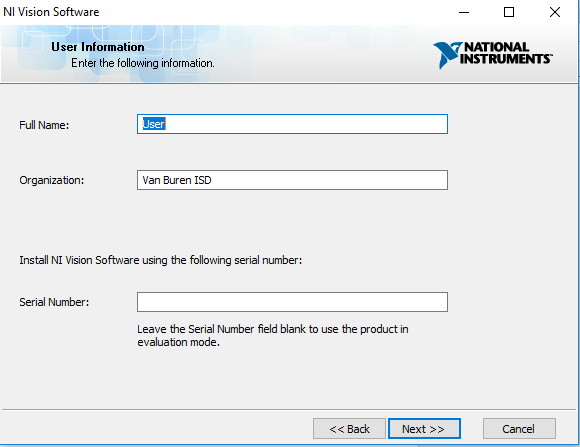 NI Vision Software
User Information
Enter the following information.
NATIONAL
INSTRUMENTS™
Full Name:
User
Organization:
Van Buren ISD
Install NI Vision Software using the following serial number:
Serial Number:
Leave the Serial Number field blank to use the product in
evaluation mode.
<< Back
Next >>
Cancel